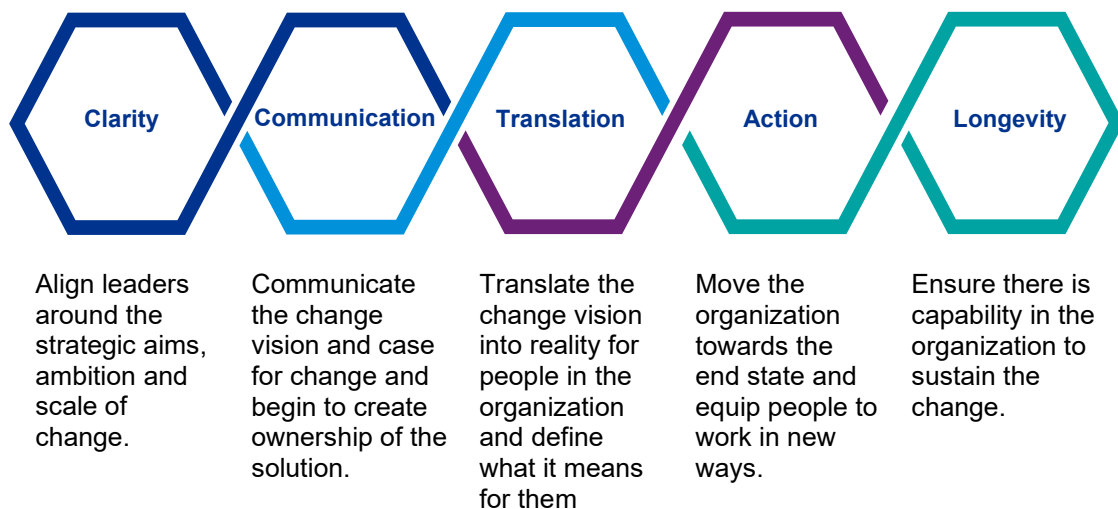 Clarity
Communication
Translation
Action
Longevity
Align leaders
around the
strategic aims,
ambition and
scale of
change.
Communicate
the change
vision and case
for change and
begin to create
ownership of the
solution.
Translate the
change vision
into reality for
people in the
organization
and define
what it means
for them
Move the
organization
towards the
end state and
equip people to
work in new
ways.
Ensure there is
capability in the
organization to
sustain the
change.